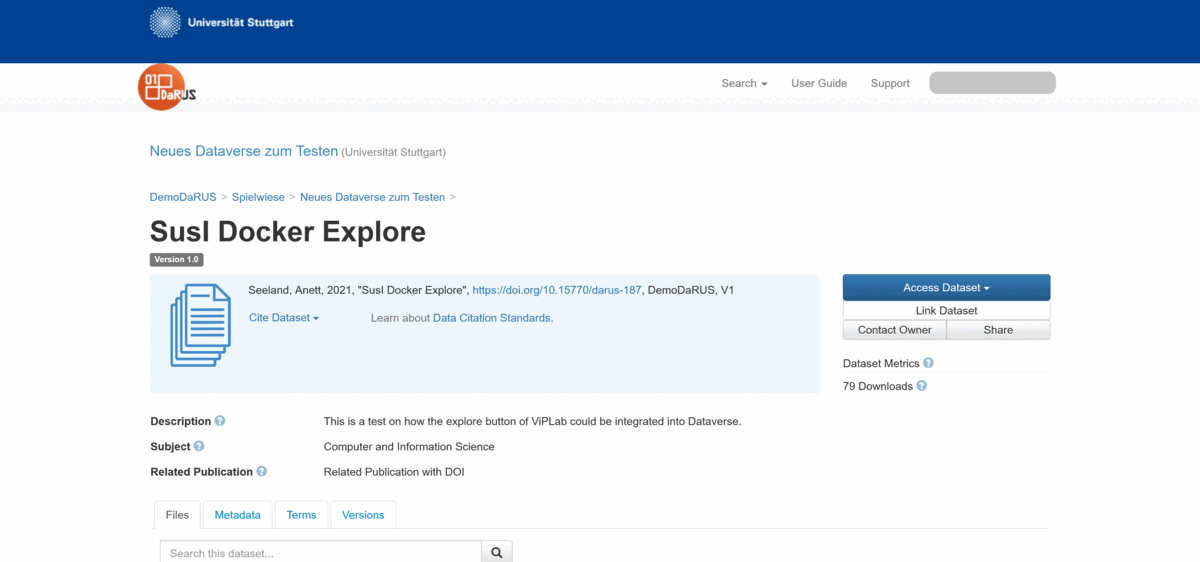 Universität Stuttgart
01
DaRUS
Search User Guide Support
Neues Dataverse zum Testen (Universität Stuttgart)
DemoDaRUS > Spielwiese > Neues Dataverse zum Testen >
SusI Docker Explore
Version 1.0
Seeland, Anett, 2021, "SusI Docker Explore", https://doi.org/10.15770/darus-187, DemoDaRUS, V1
Cite Dataset Learn about Data Citation Standards.
Access Dataset
Link Dataset
Contact Owner Share
Dataset Metrics ?
79 Downloads ?
Description ? This is a test on how the explore button of ViPLab could be integrated into Dataverse.
Subject ? Computer and Information Science
Related Publication ? Related Publication with DOI
Files Metadata Terms Versions
Search this dataset...